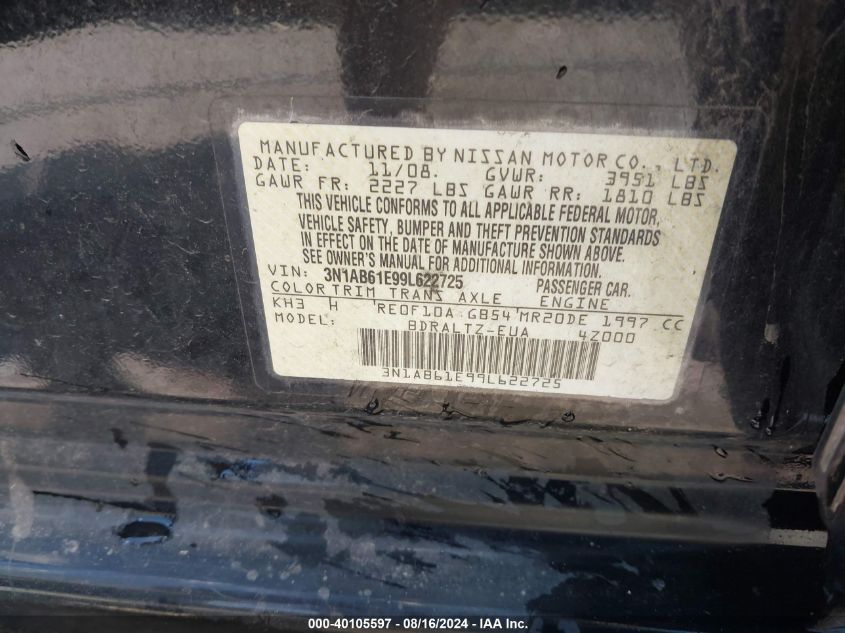 MANUFACTURED BY NISSAN MOTOR CO., LTD.
DATE: 11/08. GVWR: 3951 LBS
GAWR FR: 2227 LBS GAWR RR: 1810 LBS
THIS VEHICLE CONFORMS TO ALL APPLICABLE FEDERAL MOTOR
VEHICLE SAFETY, BUMPER AND THEFT PREVENTION STANDARDS
IN EFFECT ON THE DATE OF MANUFACTURE SHOWN ABOVE.
SEE OWNER'S MANUAL FOR ADDITIONAL INFORMATION.
VIN: 3N1AB61E99L622725 PASSENGER CAR.
COLOR TRIM TRANS AXLE ENGINE
KH3 H RE0F10A GB54 MR20DE 1997 CC
MODEL: BDRALTZ-EUA 4Z000
3N1AB61E99L622725
000-40105597 - 08/16/2024 - IAA Inc.